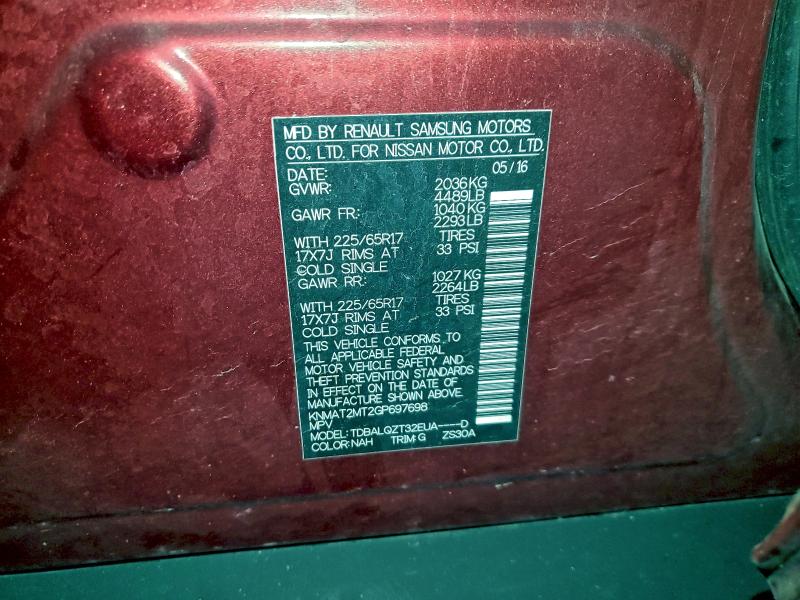 MFD BY RENAULT SAMSUNG MOTORS
CO., LTD. FOR NISSAN MOTOR CO., LTD.
DATE: 05/16
GVWR: 2036KG
4489LB
GAWR FR: 1040KG
2293LB
WITH 225/65R17 TIRES
17X7J RIMS AT 33 PSI
COLD SINGLE
GAWR RR: 1027KG
2264LB
WITH 225/65R17 TIRES
17X7J RIMS AT 33 PSI
COLD SINGLE
THIS VEHICLE CONFORMS TO
ALL APPLICABLE FEDERAL
MOTOR VEHICLE SAFETY AND
THEFT PREVENTION STANDARDS
IN EFFECT ON THE DATE OF
MANUFACTURE SHOWN ABOVE.
KNMAT2MT2GP697698
MPV
MODEL: TDBALQZT32EUA----D
COLOR: NAH TRIM: G ZS30A